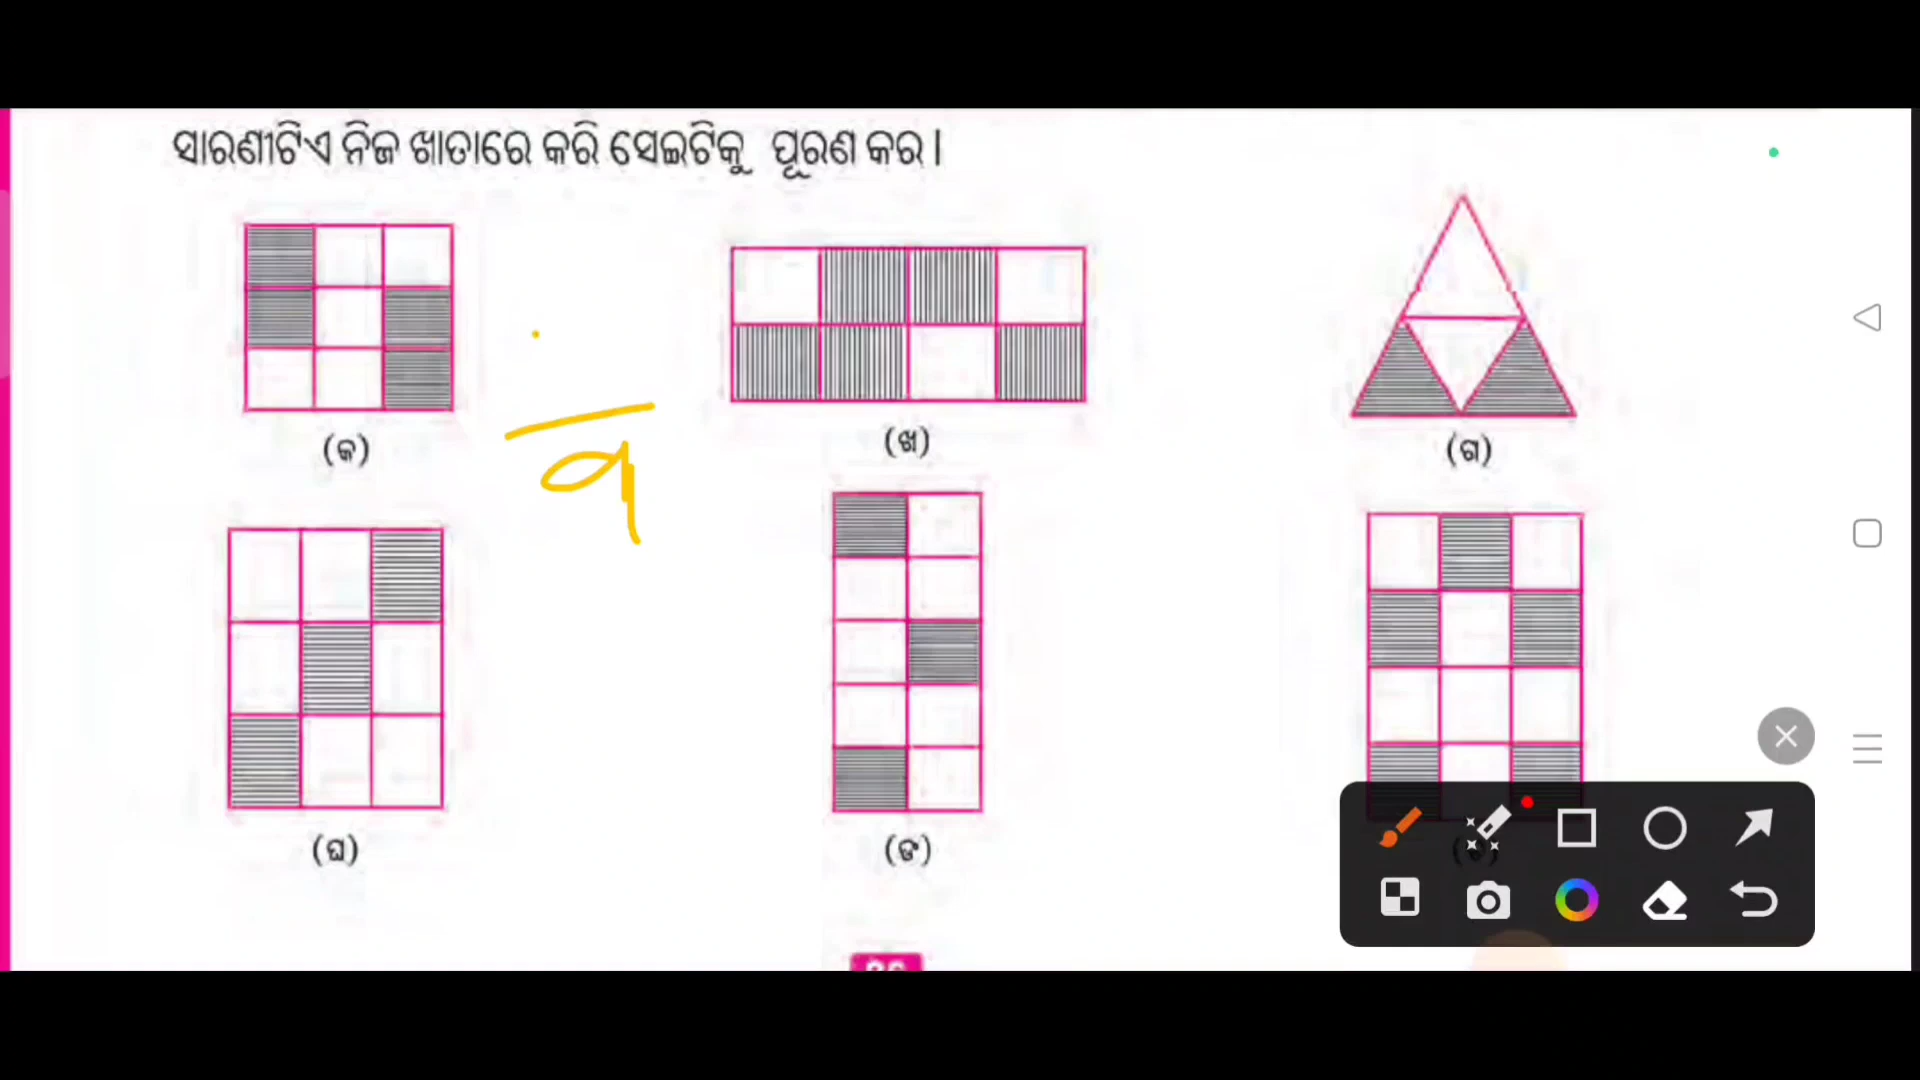 ସାରଣୀଟିଏ ନିଜ ଖାତାରେ କରି ସେଇଟିକୁ ପୂରଣ କର।
(କ)
(ଖ)
(ଗ)
(ଘ)
(ଙ)